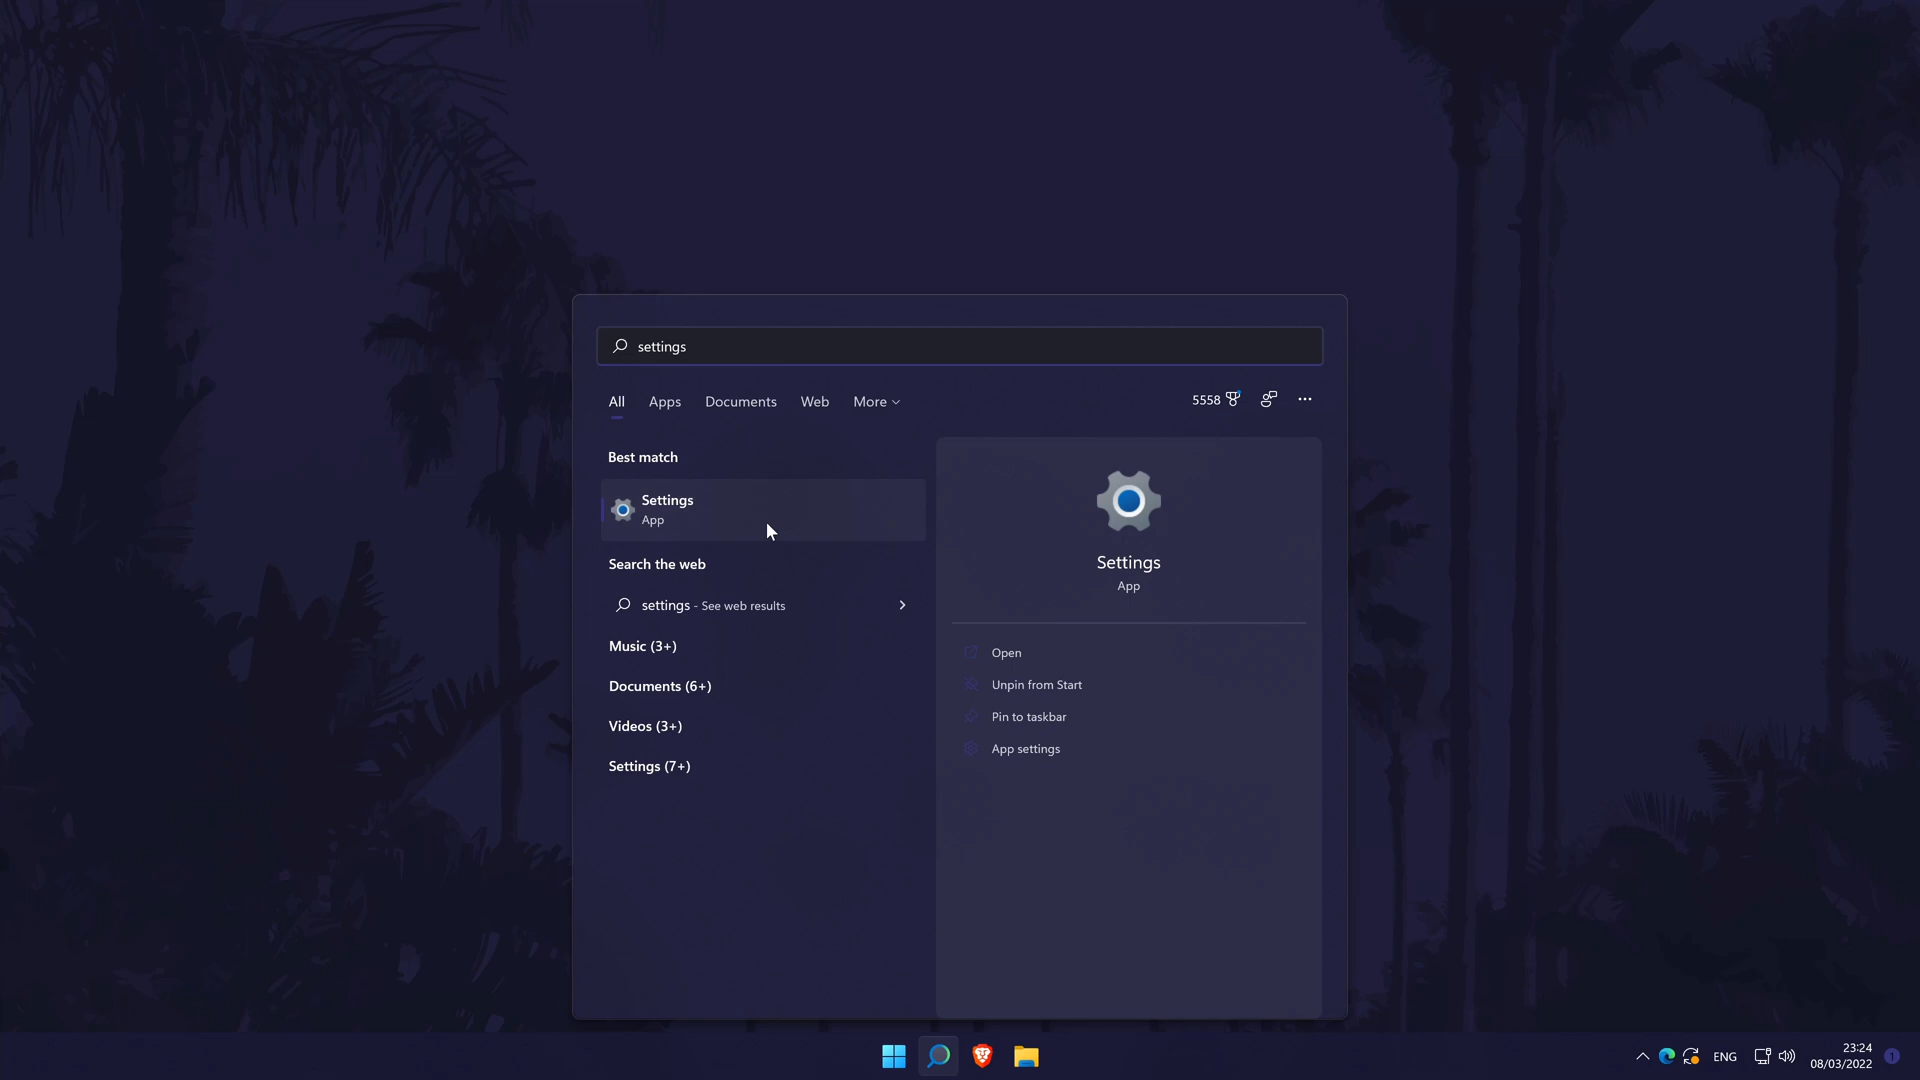 settings
All Apps Documents Web More
5558
Best match
Settings
App
Search the web
settings - See web results
Music (3+)
Documents (6+)
Videos (3+)
Settings (7+)
Settings
App
Open
Unpin from Start
Pin to taskbar
App settings
ENG
23:24
08/03/2022
1